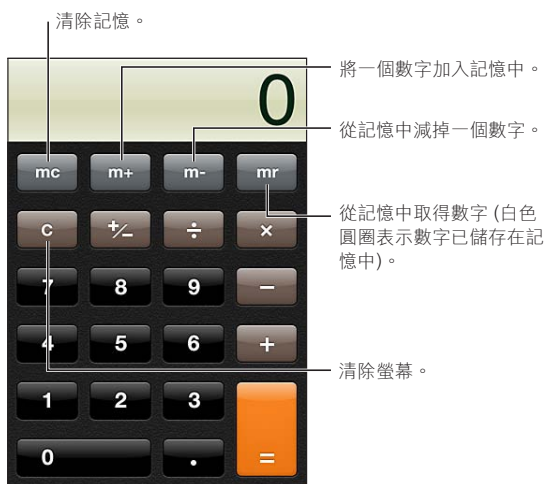 清除記憶。
將一個數字加入記憶中。
0
從記憶中減掉一個數字。
mc m+ m- mr
從記憶中取得數字 (白色
圓圈表示數字已儲存在記
憶中)。
c +/− ÷ ×
7 8 9 −
4 5 6 +
清除螢幕。
1 2 3
0 . =